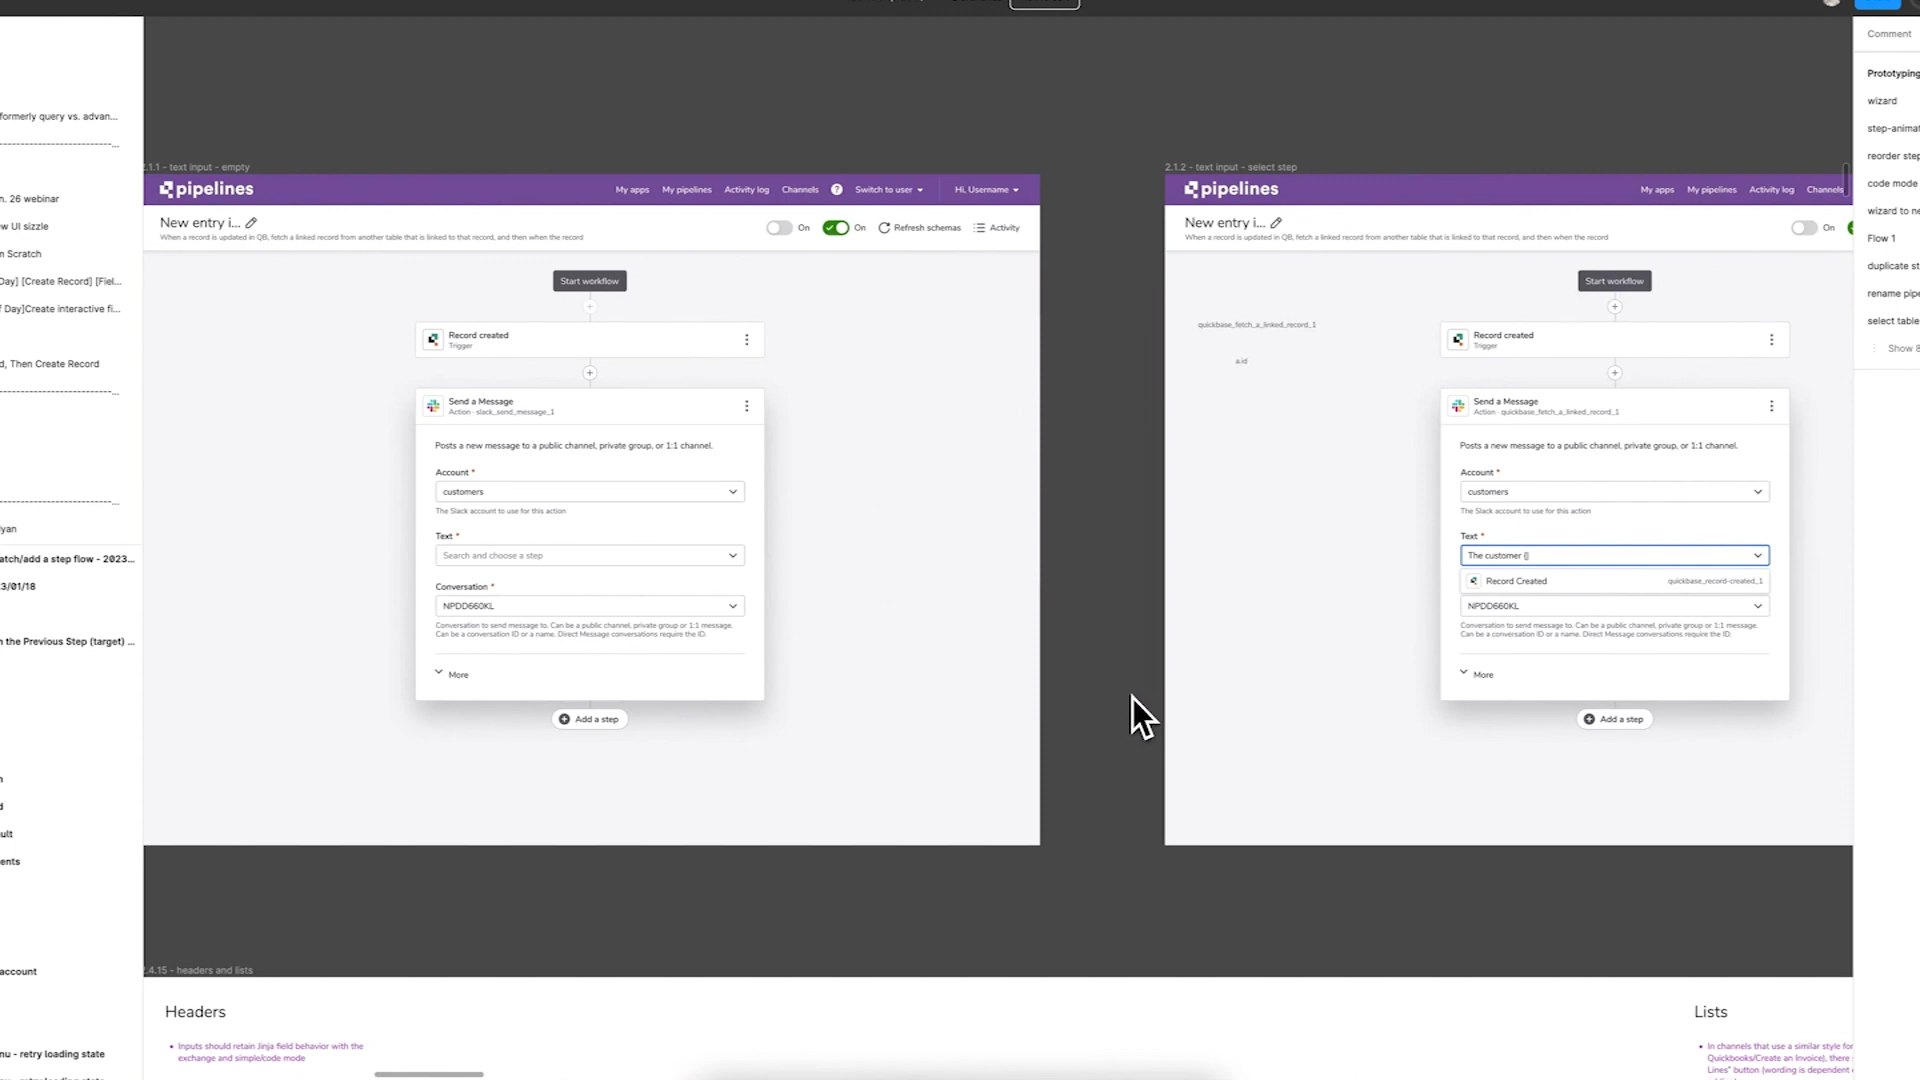 formerly query vs. advan...
----------------------------...
n. 26 webinar
ew UI sizzle
m Scratch
Day] [Create Record] [Fiel...
f Day]Create interactive fi...
d, Then Create Record
----------------------------...
iyan
atch/add a step flow - 2023...
3/01/18
n the Previous Step (target) ...
ult
ents
account
nu - retry loading state
2.1.1 - text input - empty
pipelines
My apps
My pipelines
Activity log
Channels
?
Switch to user
Hi, Username
New entry i...
When a record is updated in QB, fetch a linked record from another table that is linked to that record, and then when the record
On
On
Refresh schemas
Activity
Start workflow
Record created
Trigger
Send a Message
Action - slack_send_message_1
Posts a new message to a public channel, private group, or 1:1 channel.
Account *
customers
The Slack account to use for this action
Text *
Search and choose a step
Conversation *
NPDD660KL
Conversation to send message to. Can be a public channel, private group or 1:1 message.
Can be a conversation ID or a name. Direct Message conversations require the ID.
More
Add a step
2.1.2 - text input - select step
pipelines
My apps
My pipelines
Activity log
Channels
New entry i...
When a record is updated in QB, fetch a linked record from another table that is linked to that record, and then when the record
On
Start workflow
quickbase_fetch_a_linked_record_1
a.id
Record created
Trigger
Send a Message
Action - quickbase_fetch_a_linked_record_1
Posts a new message to a public channel, private group, or 1:1 channel.
Account *
customers
The Slack account to use for this action
Text *
The customer {]
Record Created
quickbase_record-created_1
NPDD660KL
Conversation to send message to. Can be a public channel, private group or 1:1 message.
Can be a conversation ID or a name. Direct Message conversations require the ID.
More
Add a step
2.4.15 - headers and lists
Headers
• Inputs should retain Jinja field behavior with the
exchange and simple/code mode
Lists
• In channels that use a similar style for
Quickbooks/Create an Invoice), there
Lines" button (wording is dependent
Comment
Prototyping
wizard
step-animat
reorder step
code mode
wizard to ne
Flow 1
duplicate st
rename pipe
select table
Show 8